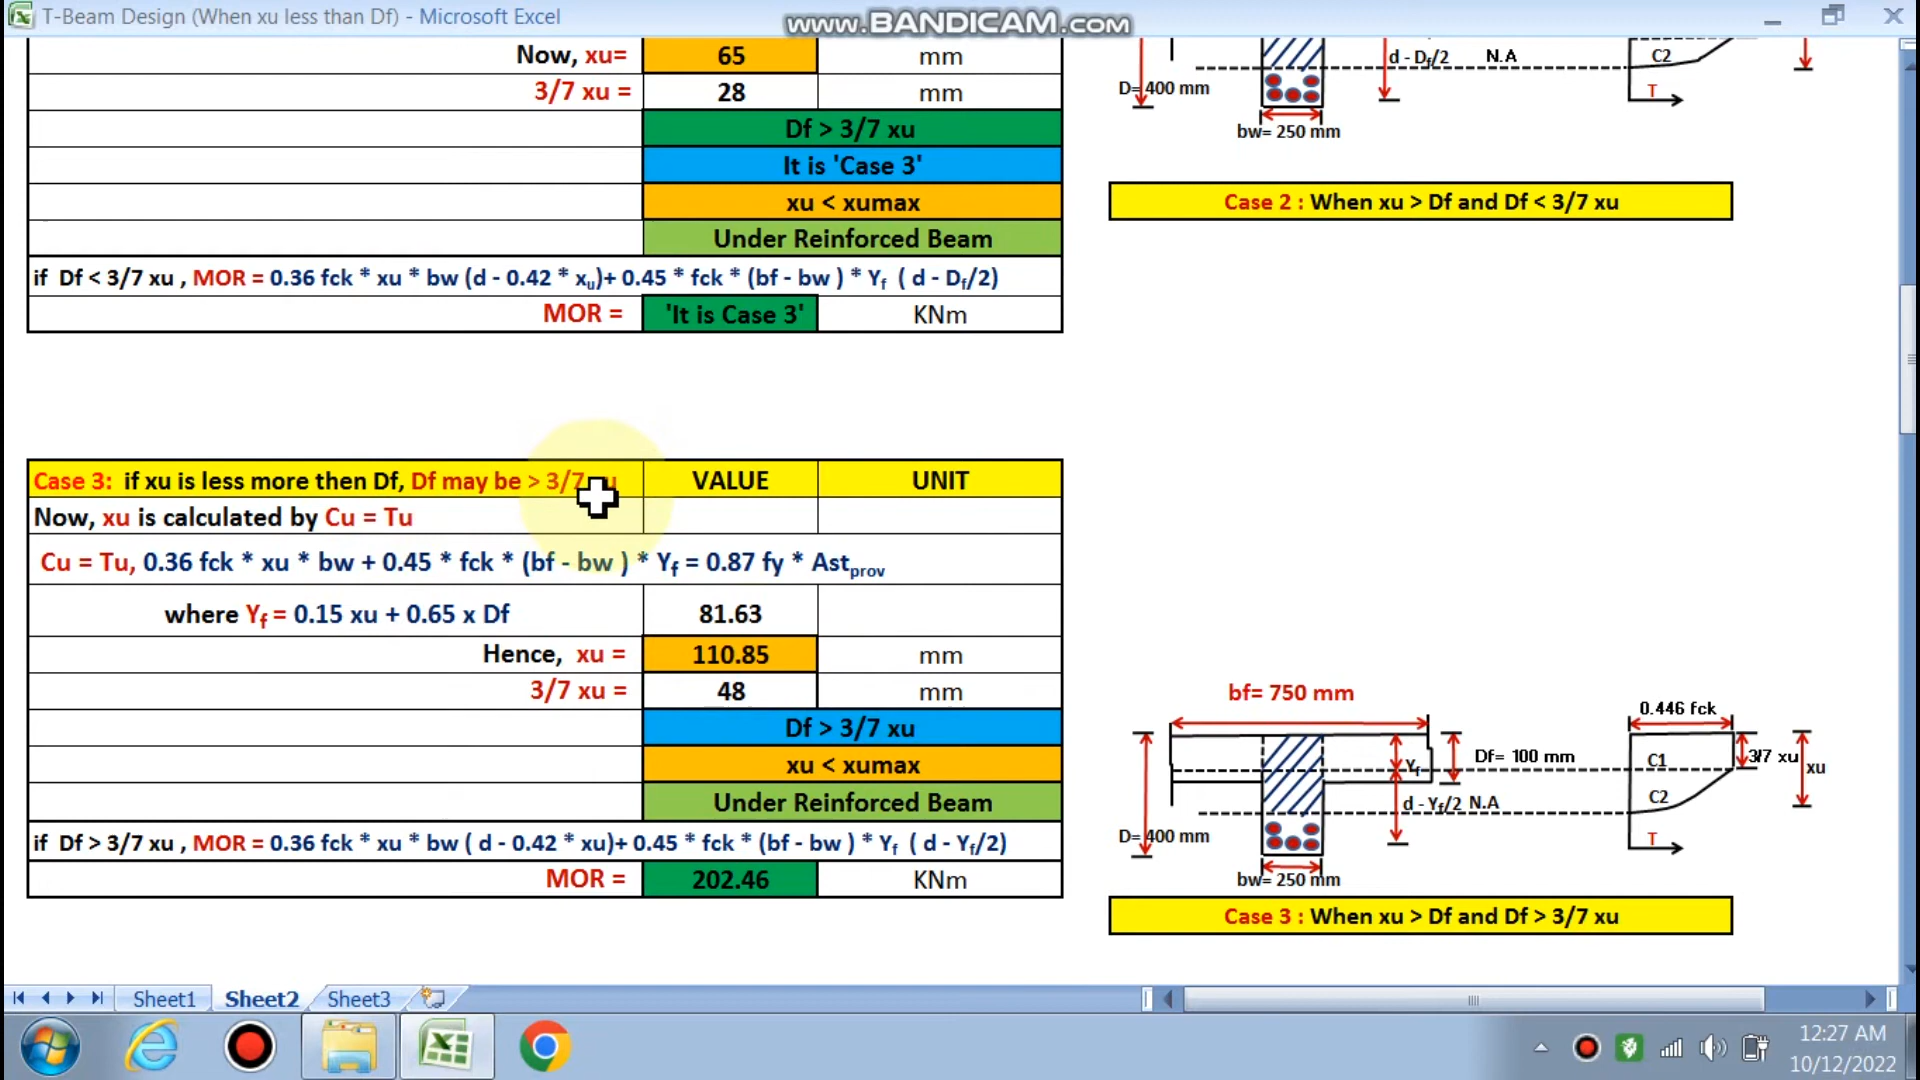 T-Beam Design (When xu less than Df) - Microsoft Excel
www.BANDICAM.com
Now, xu= 65 mm
3/7 xu = 28 mm
Df > 3/7 xu
It is 'Case 3'
xu < xumax
Under Reinforced Beam
if Df < 3/7 xu , MOR = 0.36 fck * xu * bw (d - 0.42 * xu)+ 0.45 * fck * (bf - bw ) * Yf ( d - Df/2)
MOR = 'It is Case 3' KNm
d - Df/2 N.A C2
D= 400 mm T
bw= 250 mm
Case 2 : When xu > Df and Df < 3/7 xu
Case 3: if xu is less more then Df, Df may be > 3/7 xu VALUE UNIT
Now, xu is calculated by Cu = Tu
Cu = Tu, 0.36 fck * xu * bw + 0.45 * fck * (bf - bw ) * Yf = 0.87 fy * Astprov
where Yf = 0.15 xu + 0.65 x Df 81.63
Hence, xu = 110.85 mm
3/7 xu = 48 mm
Df > 3/7 xu
xu < xumax
Under Reinforced Beam
if Df > 3/7 xu , MOR = 0.36 fck * xu * bw ( d - 0.42 * xu)+ 0.45 * fck * (bf - bw ) * Yf ( d - Yf/2)
MOR = 202.46 KNm
bf= 750 mm
0.446 fck
Yf Df= 100 mm C1 3/7 xu xu
d - Yf/2 N.A C2
D= 400 mm T
bw= 250 mm
Case 3 : When xu > Df and Df > 3/7 xu
Sheet1 Sheet2 Sheet3
12:27 AM
10/12/2022